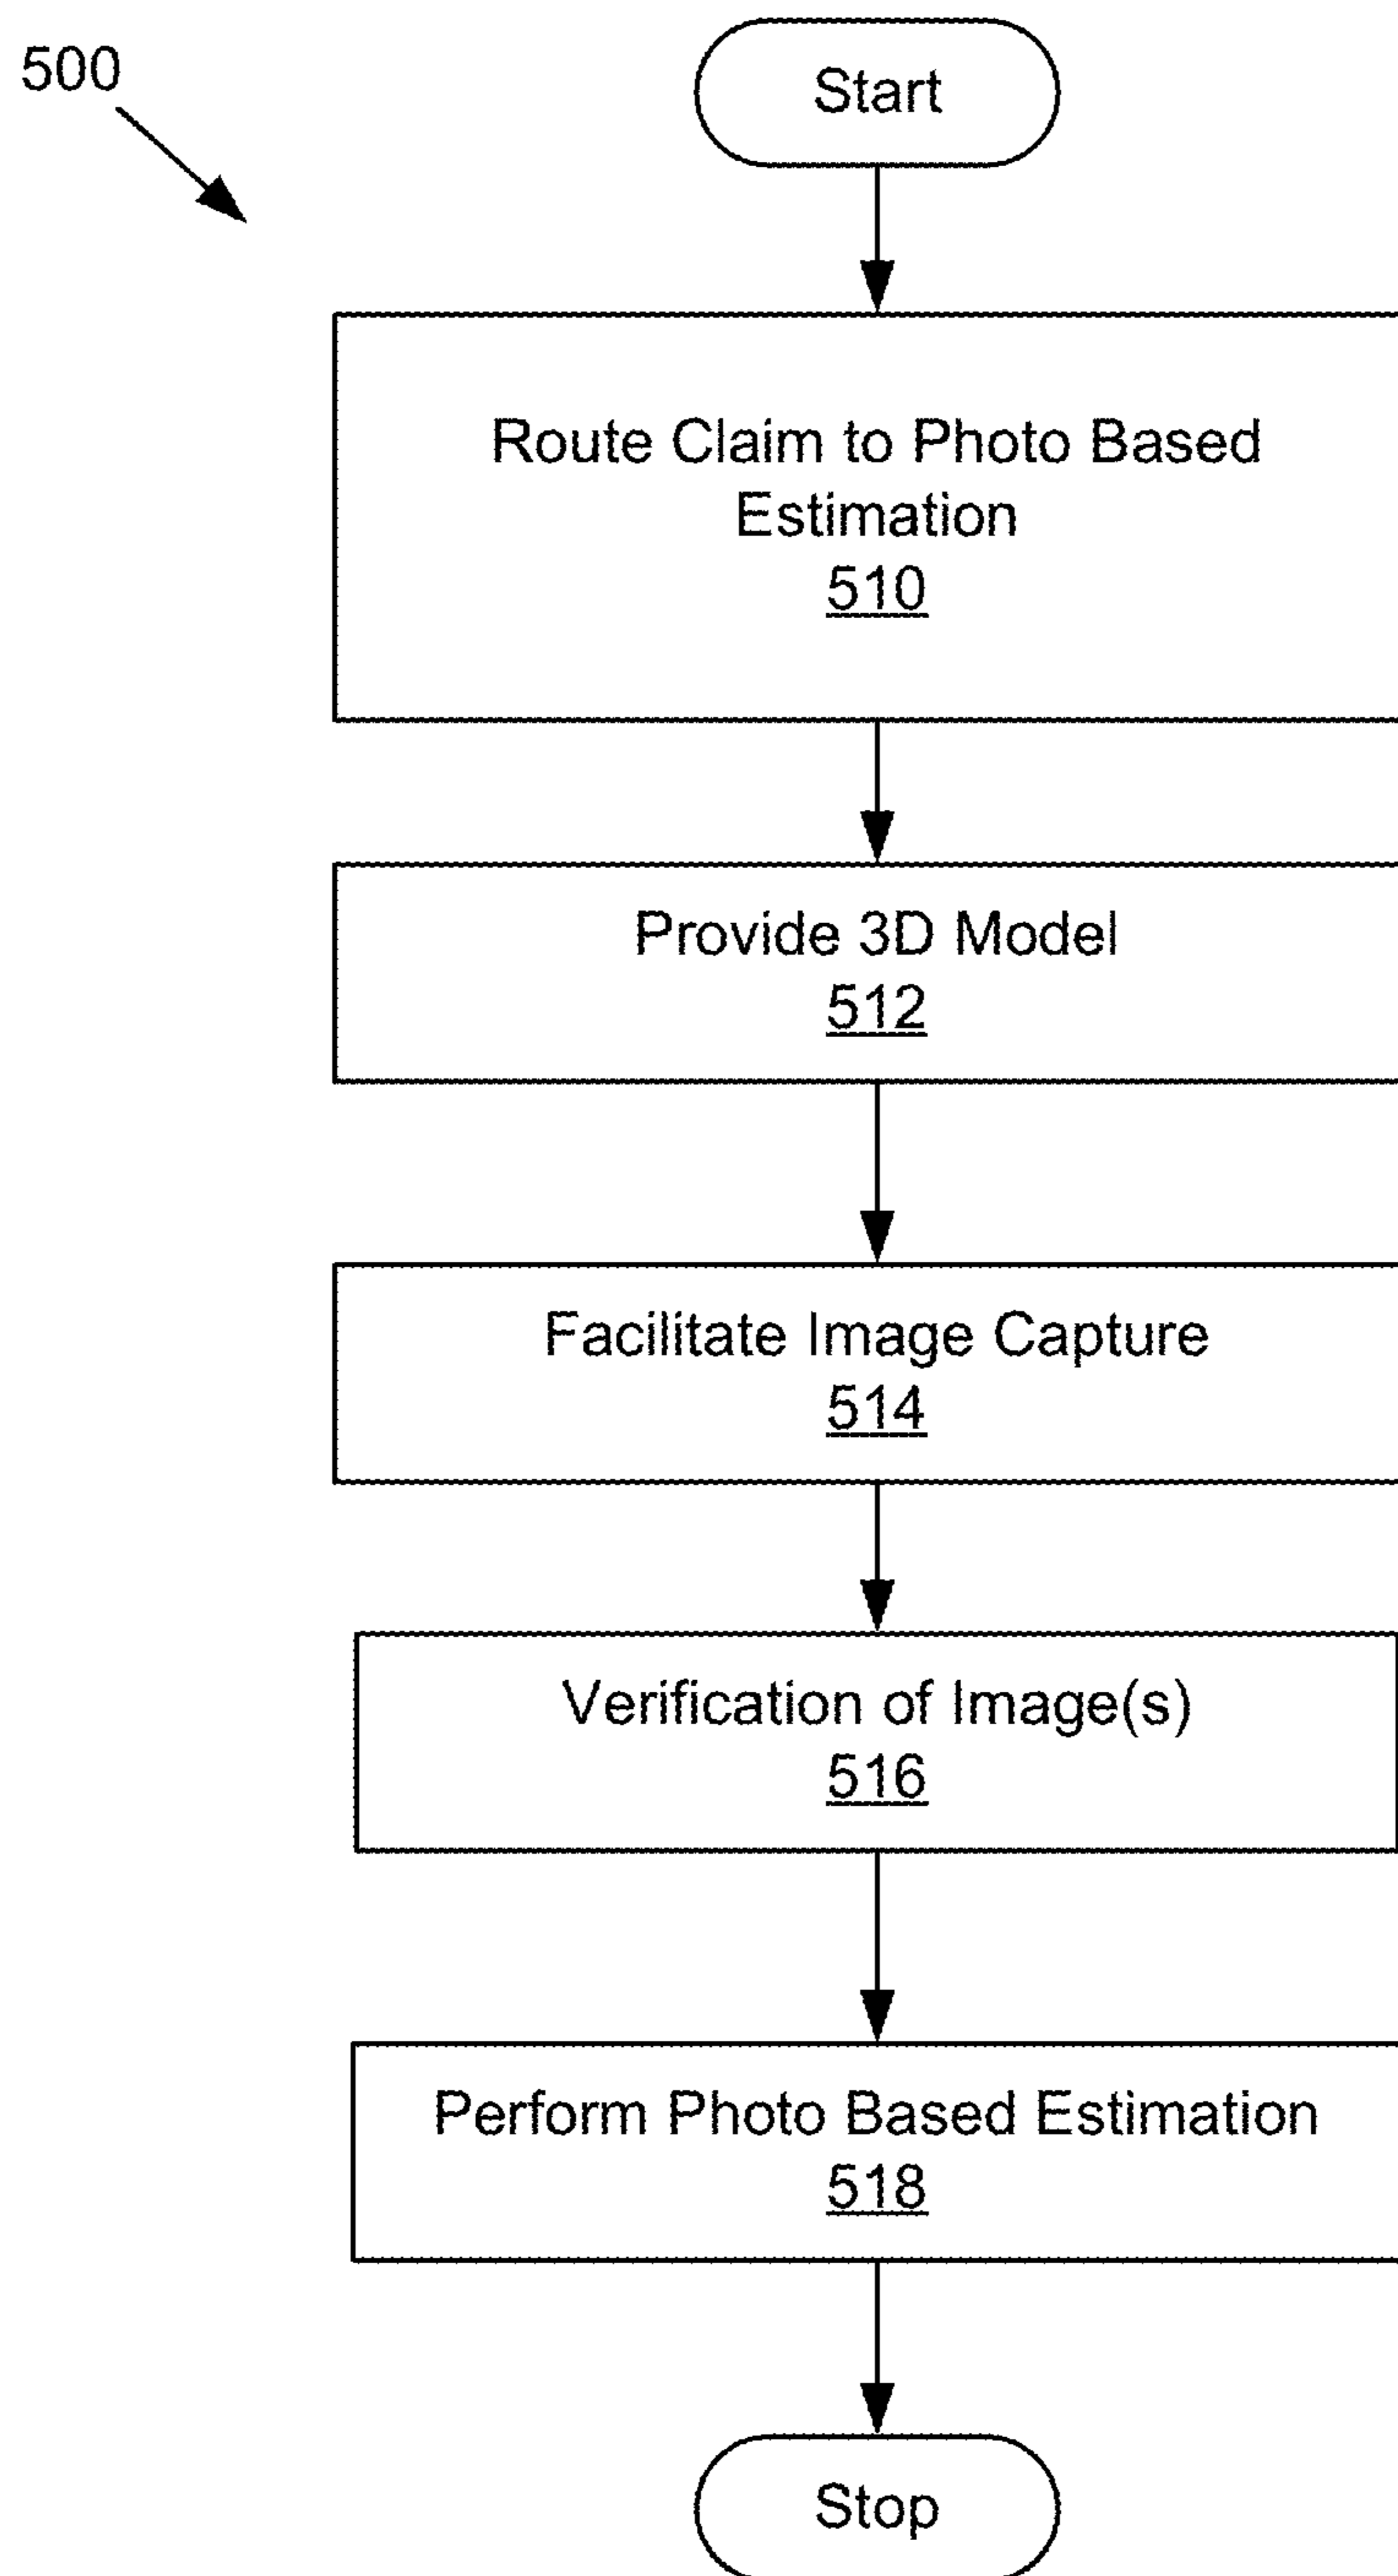 500
Start
Route Claim to Photo Based
Estimation
510
Provide 3D Model
512
Facilitate Image Capture
514
Verification of Image(s)
516
Perform Photo Based Estimation
518
Stop